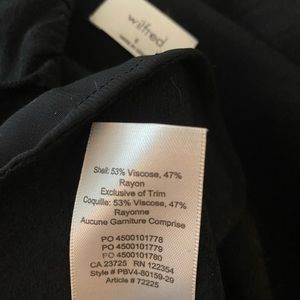 wilfred
Shell: 53% Viscose, 47%
Rayon
Exclusive of Trim
Coquille: 53% Viscose, 47%
Rayonne
Aucune Garniture Comprise
PO 4500101778
PO 4500101779
PO 4500101780
CA 23725 RN 122354
Style # PBV4-80159-29
Article # 72225